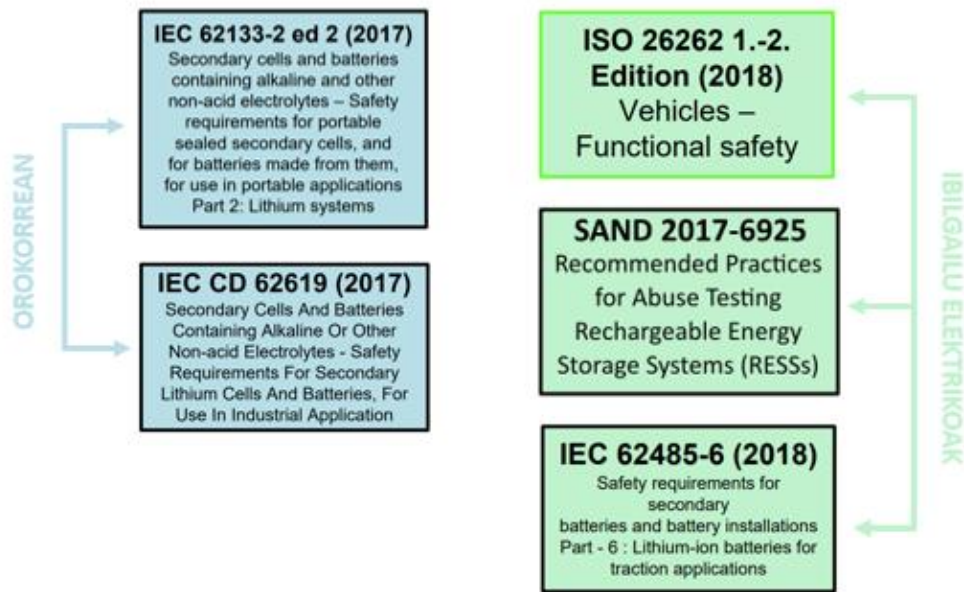 OROKORREAN
IEC 62133-2 ed 2 (2017)
Secondary cells and batteries
containing alkaline and other
non-acid electrolytes – Safety
requirements for portable
sealed secondary cells, and
for batteries made from them,
for use in portable applications
Part 2: Lithium systems
IEC CD 62619 (2017)
Secondary Cells And Batteries
Containing Alkaline Or Other
Non-acid Electrolytes - Safety
Requirements For Secondary
Lithium Cells And Batteries, For
Use In Industrial Application
ISO 26262 1.-2.
Edition (2018)
Vehicles –
Functional safety
SAND 2017-6925
Recommended Practices
for Abuse Testing
Rechargeable Energy
Storage Systems (RESSs)
IEC 62485-6 (2018)
Safety requirements for
secondary
batteries and battery installations
Part - 6 : Lithium-ion batteries for
traction applications
IBILGAILU ELEKTRIKOAK